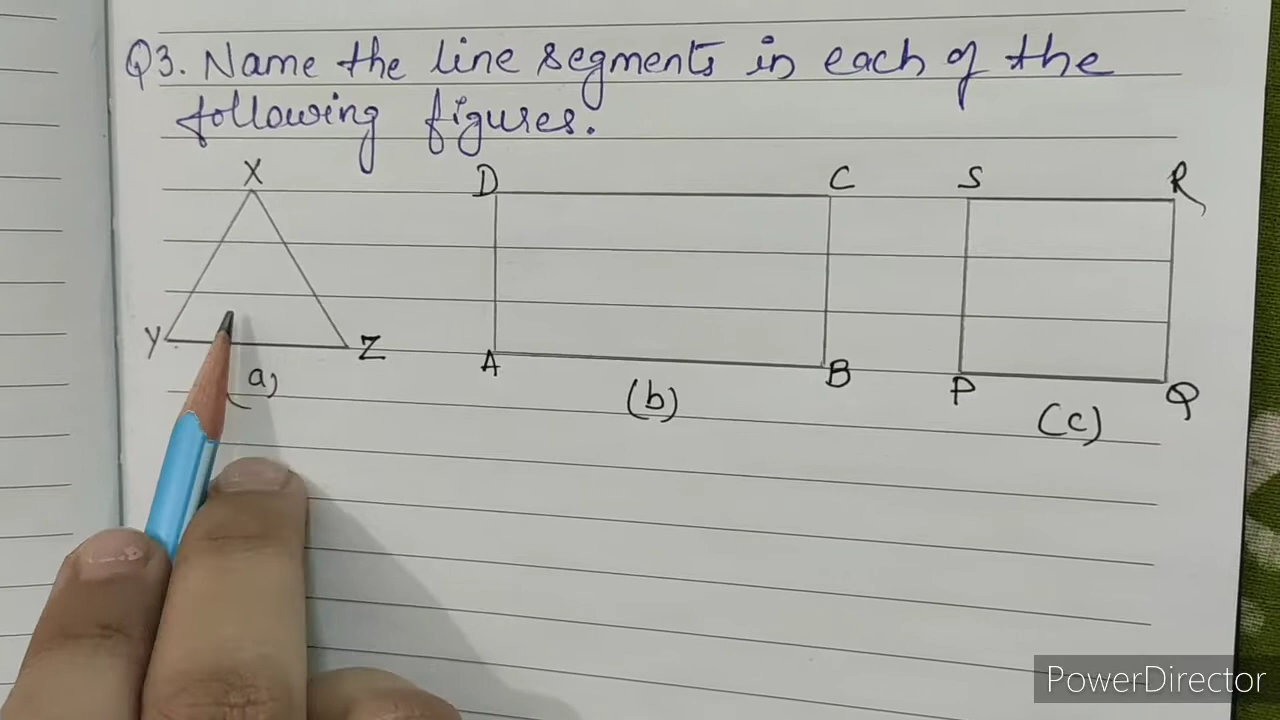 Q3. Name the line segments in each of the
following figures.
X
Y
Z
(a)
D
C
A
B
(b)
S
R
P
Q
(c)
PowerDirector